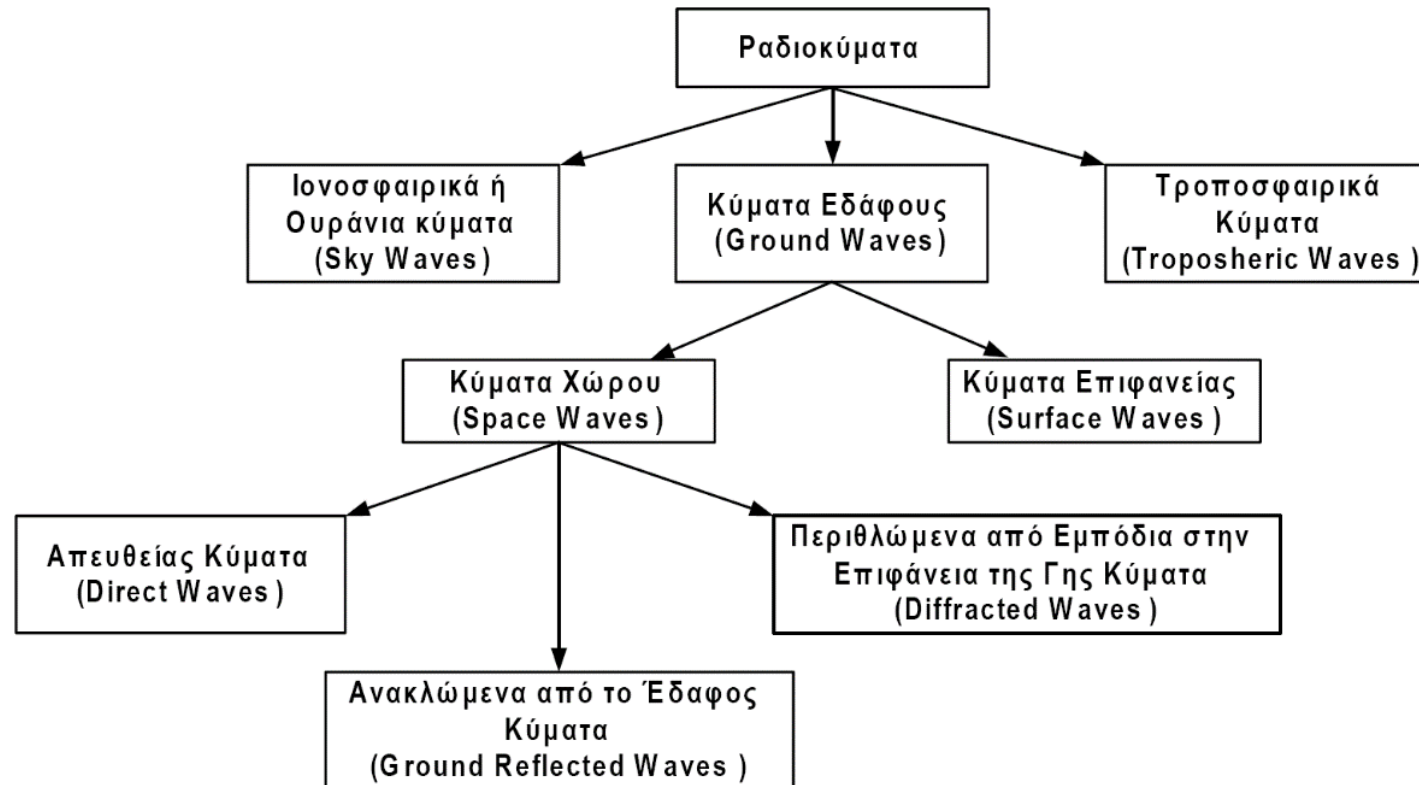 Ραδιοκύματα
Ιονοσφαιρικά ή
Ουράνια κύματα
(Sky Waves)
Κύματα Εδάφους
(Ground Waves)
Τροποσφαιρικά
Κύματα
(Troposheric Waves )
Κύματα Χώρου
(Space Waves)
Κύματα Επιφανείας
(Surface Waves)
Απευθείας Κύματα
(Direct Waves)
Περιθλώμενα από Εμπόδια στην
Επιφάνεια της Γης Κύματα
(Diffracted Waves )
Ανακλώμενα από το Έδαφος
Κύματα
(Ground Reflected Waves )